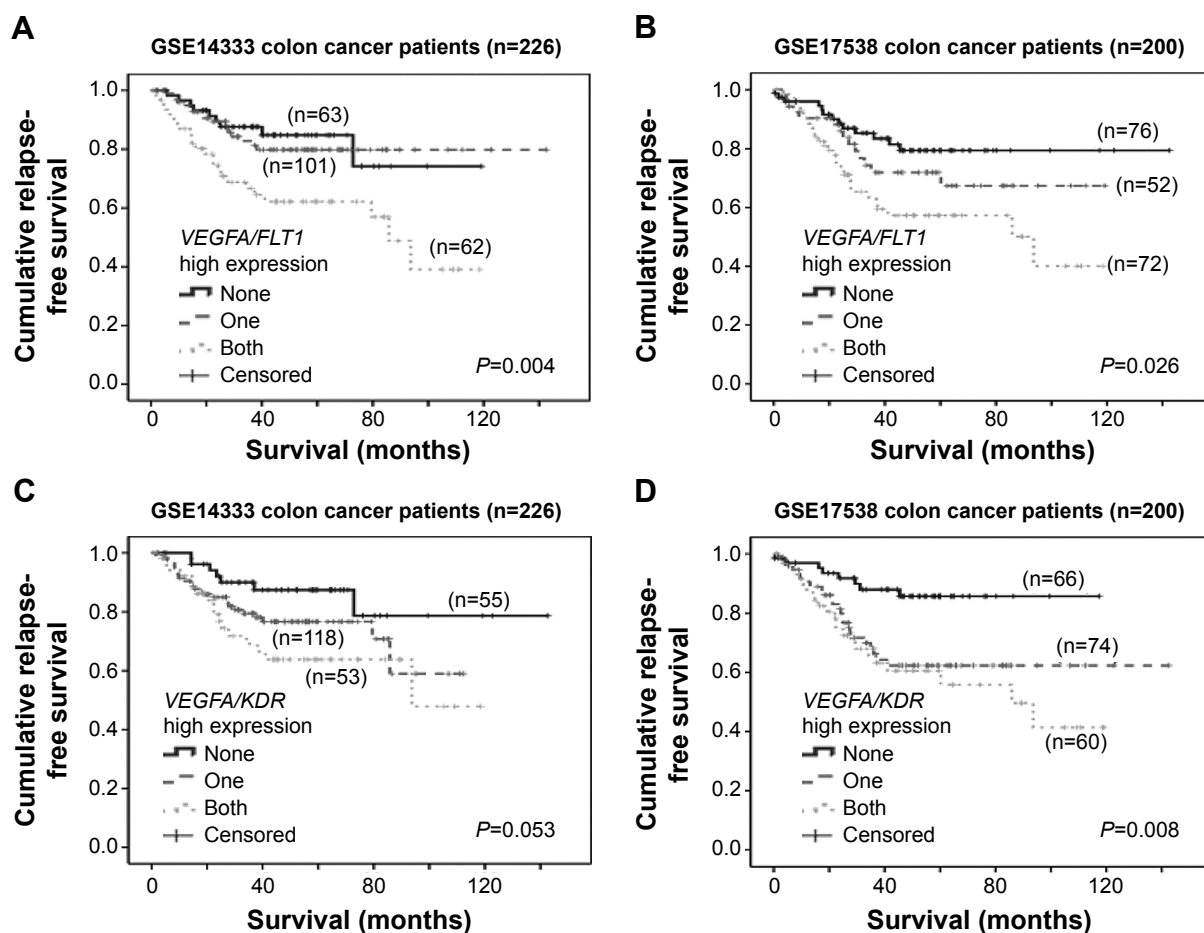 A
GSE14333 colon cancer patients (n=226)
Cumulative relapse-
free survival
1.0
0.8
0.6
0.4
0.2
0.0
(n=63)
(n=101)
(n=62)
VEGFA/FLT1
high expression
None
One
Both
Censored
P=0.004
0
40
80
120
Survival (months)
B
GSE17538 colon cancer patients (n=200)
Cumulative relapse-
free survival
1.0
0.8
0.6
0.4
0.2
0.0
(n=76)
(n=52)
(n=72)
VEGFA/FLT1
high expression
None
One
Both
Censored
P=0.026
0
40
80
120
Survival (months)
C
GSE14333 colon cancer patients (n=226)
Cumulative relapse-
free survival
1.0
0.8
0.6
0.4
0.2
0.0
(n=55)
(n=118)
(n=53)
VEGFA/KDR
high expression
None
One
Both
Censored
P=0.053
0
40
80
120
Survival (months)
D
GSE17538 colon cancer patients (n=200)
Cumulative relapse-
free survival
1.0
0.8
0.6
0.4
0.2
0.0
(n=66)
(n=74)
(n=60)
VEGFA/KDR
high expression
None
One
Both
Censored
P=0.008
0
40
80
120
Survival (months)